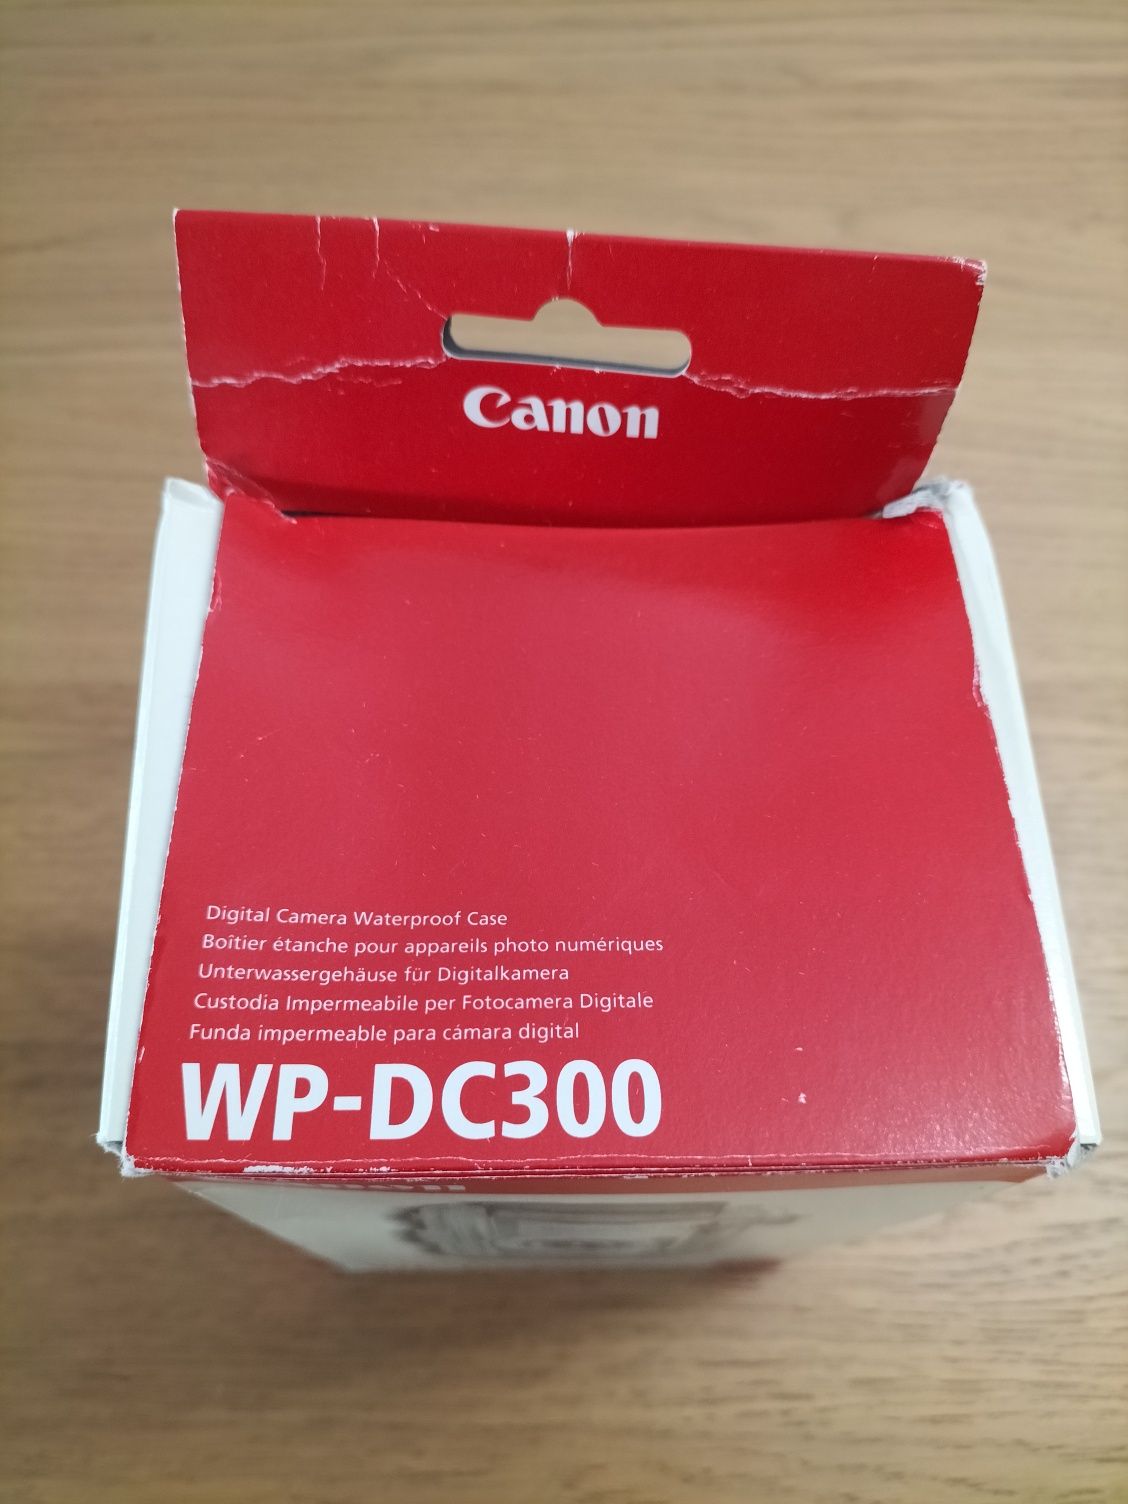 Canon
Digital Camera Waterproof Case
Boîtier étanche pour appareils photo numériques
Unterwassergehäuse für Digitalkamera
Custodia Impermeabile per Fotocamera Digitale
Funda impermeable para cámara digital
WP-DC300